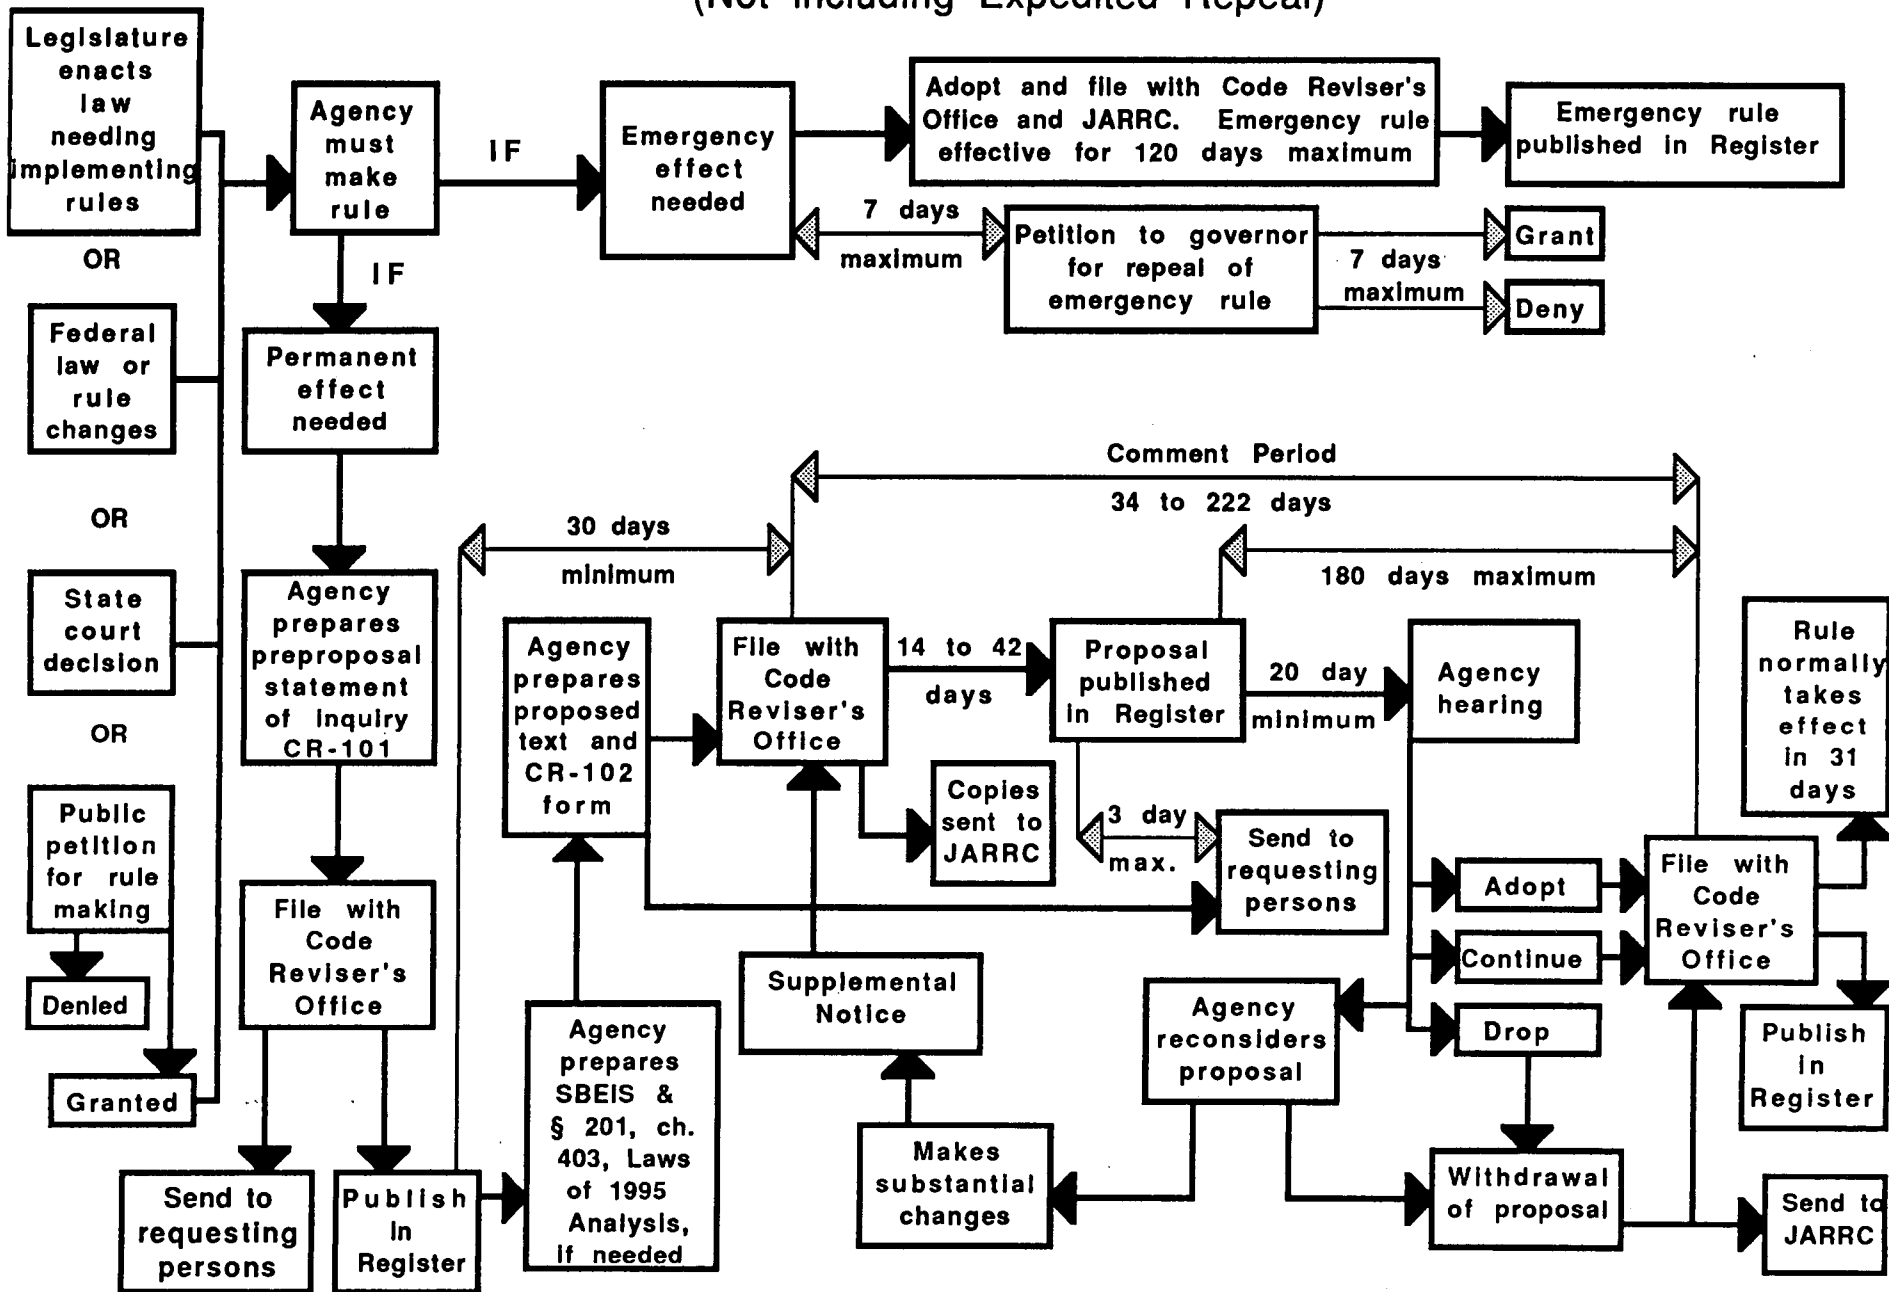 (Not Including Expedited Repeal)
Legislature
enacts
law
needing
implementing
rules
OR
Federal
law or
rule
changes
OR
State
court
decision
OR
Public
petition
for rule
making
Denied
Granted
Agency
must
make
rule
IF
IF
Emergency
effect
needed
Adopt and file with Code Reviser's
Office and JARRC. Emergency rule
effective for 120 days maximum
Emergency rule
published in Register
7 days
maximum
Petition to governor
for repeal of
emergency rule
7 days
maximum
Grant
Deny
Permanent
effect
needed
Agency
prepares
preproposal
statement
of inquiry
CR-101
File with
Code
Reviser's
Office
Send to
requesting
persons
Publish
in
Register
30 days
minimum
Agency
prepares
SBEIS &
§ 201, ch.
403, Laws
of 1995
Analysis,
if needed
Agency
prepares
proposed
text and
CR-102
form
File with
Code
Reviser's
Office
Comment Period
34 to 222 days
180 days maximum
14 to 42
days
Copies
sent to
JARRC
Proposal
published
in Register
20 day
minimum
Agency
hearing
3 day
max.
Send to
requesting
persons
Supplemental
Notice
Makes
substantial
changes
Agency
reconsiders
proposal
Adopt
Continue
Drop
Withdrawal
of proposal
File with
Code
Reviser's
Office
Rule
normally
takes
effect
in 31
days
Publish
in
Register
Send to
JARRC